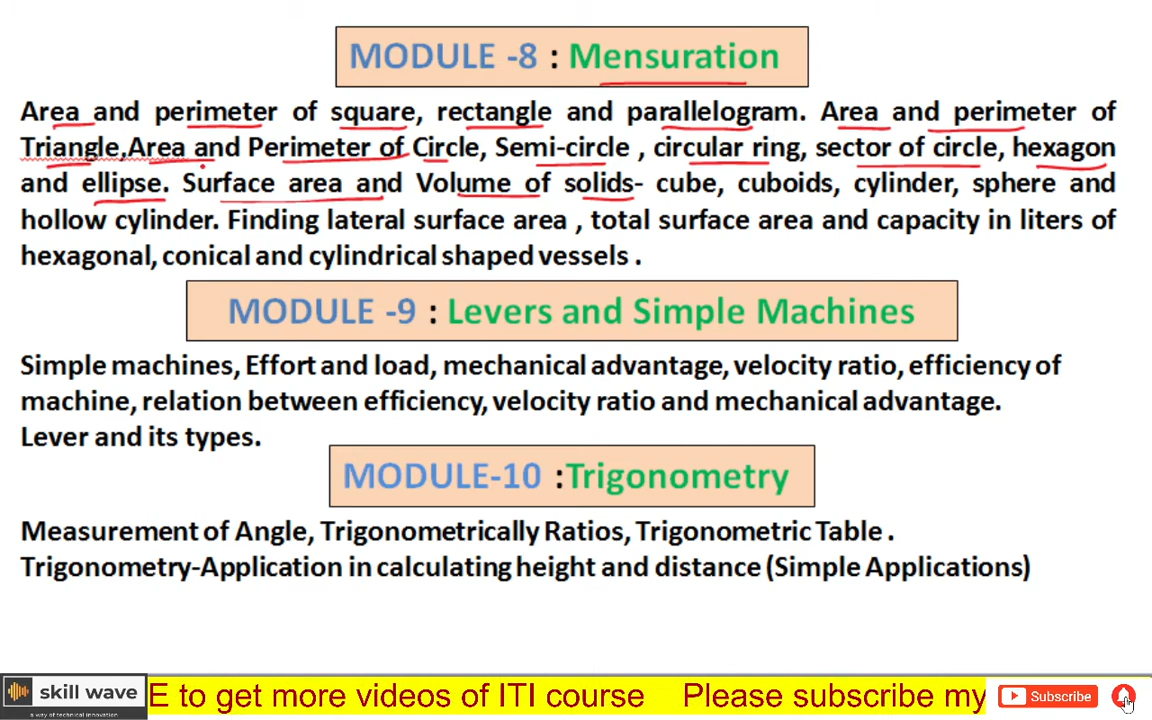 MODULE -8 : Mensuration
Area and perimeter of square, rectangle and parallelogram. Area and perimeter of
Triangle,Area and Perimeter of Circle, Semi-circle , circular ring, sector of circle, hexagon
and ellipse. Surface area and Volume of solids- cube, cuboids, cylinder, sphere and
hollow cylinder. Finding lateral surface area , total surface area and capacity in liters of
hexagonal, conical and cylindrical shaped vessels .
MODULE -9 : Levers and Simple Machines
Simple machines, Effort and load, mechanical advantage, velocity ratio, efficiency of
machine, relation between efficiency, velocity ratio and mechanical advantage.
Lever and its types.
MODULE-10 :Trigonometry
Measurement of Angle, Trigonometrically Ratios, Trigonometric Table .
Trigonometry-Application in calculating height and distance (Simple Applications)
skill wave
a way of technical innovation
E to get more videos of ITI course Please subscribe my
Subscribe